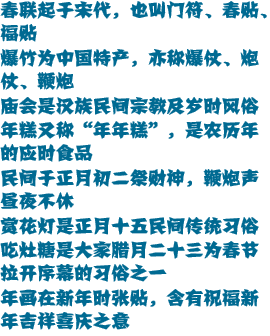 春联起于宋代，也叫门符、春贴、
福贴
爆竹为中国特产，亦称爆仗、炮
仗、鞭炮
庙会是汉族民间宗教及岁时风俗
年糕又称“年年糕”，是农历年
的应时食品
民间于正月初二祭财神，鞭炮声
昼夜不休
赏花灯是正月十五民间传统习俗
吃灶糖是大家腊月二十三为春节
拉开序幕的习俗之一
年画在新年时张贴，含有祝福新
年吉祥喜庆之意